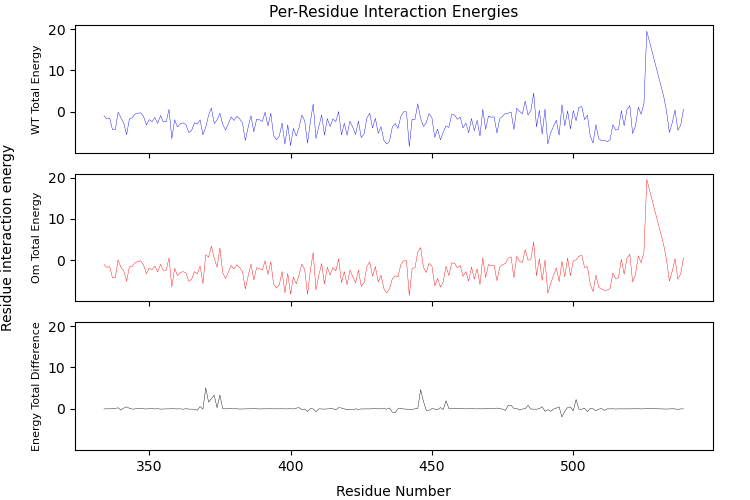 Per-Residue Interaction Energies
Residue interaction energy
WT Total Energy
20
10
0
Om Total Energy
20
10
0
Energy Total Difference
20
10
0
350
400
450
500
Residue Number